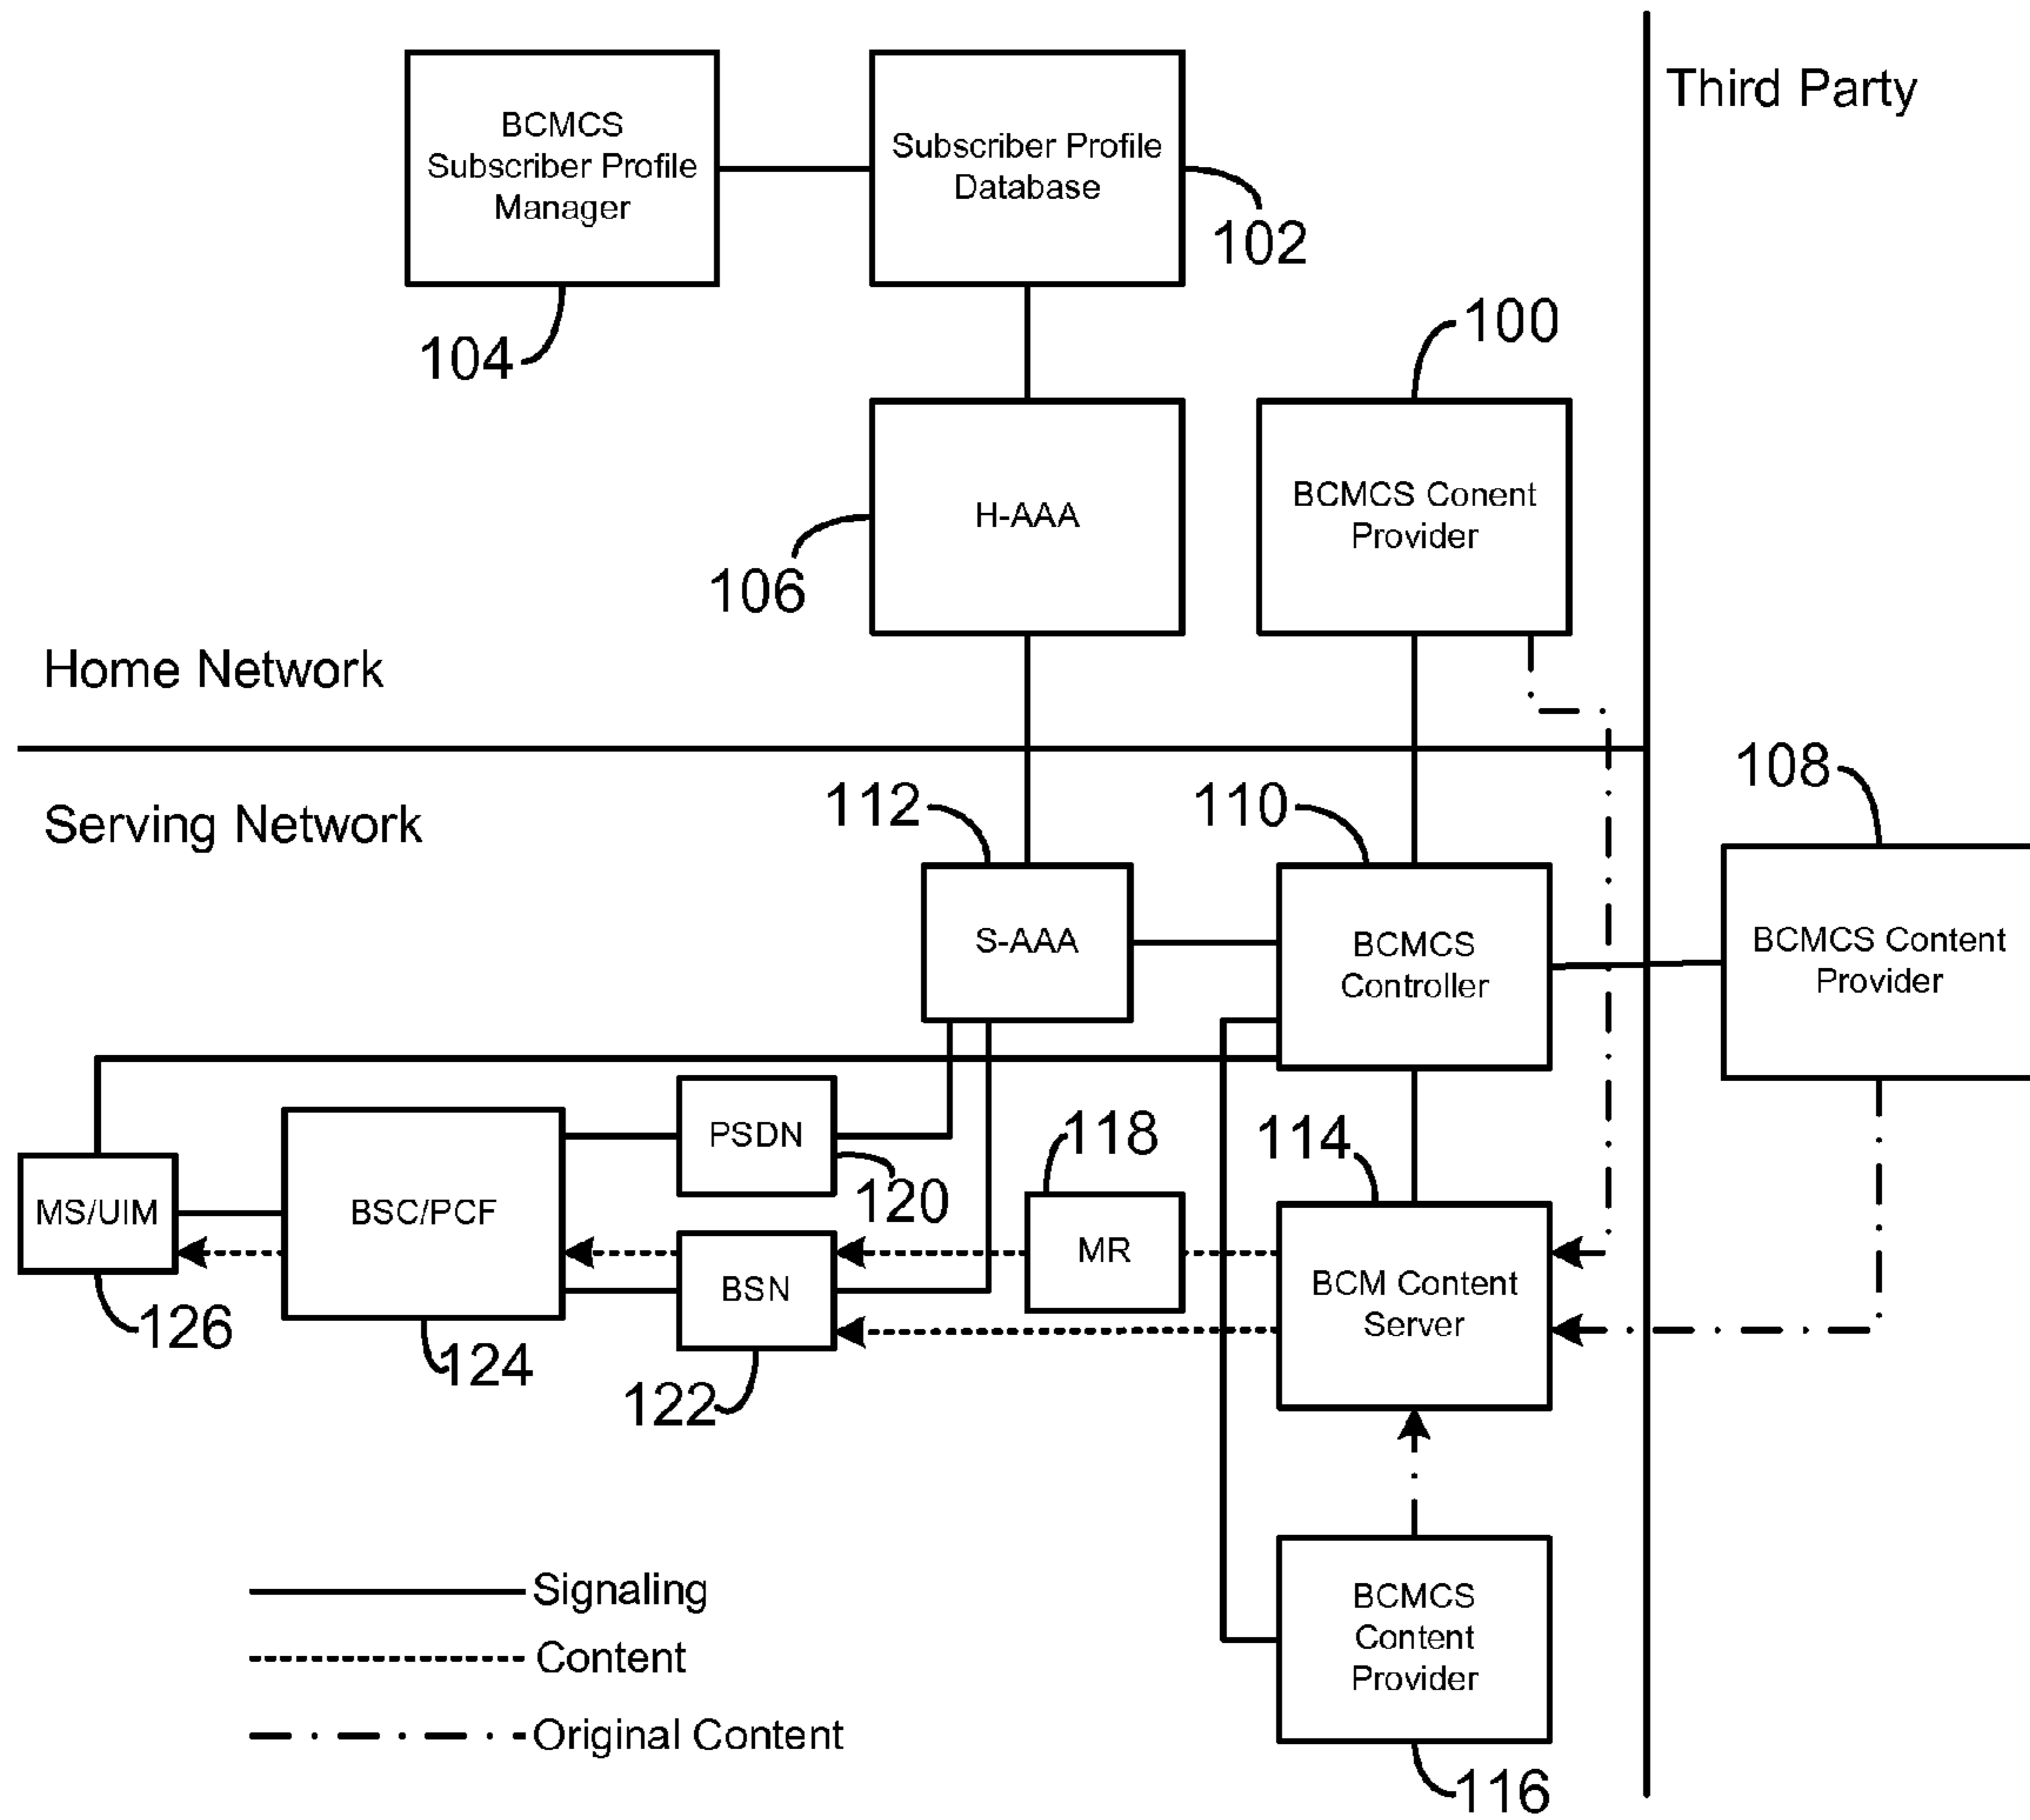 Third Party
BCMCS
Subscriber Profile
Manager
Subscriber Profile
Database
102
104
100
H-AAA
BCMCS Conent
Provider
106
Home Network
Serving Network
112
110
108
S-AAA
BCMCS
Controller
BCMCS Content
Provider
PSDN
118
114
120
MS/UIM
BSC/PCF
MR
BSN
BCM Content
Server
126
124
122
BCMCS
Content
Provider
116
Signaling
Content
Original Content